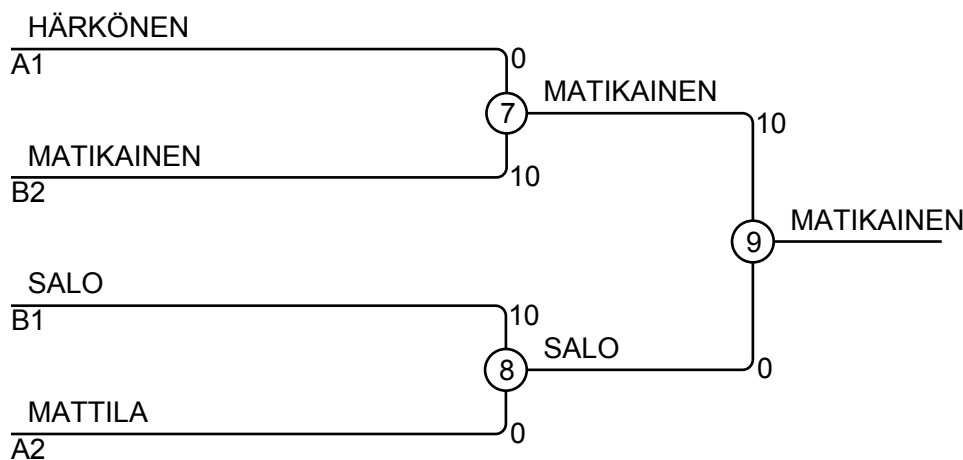 HÄRKÖNEN
A1
0
7
MATIKAINEN
MATIKAINEN
B2
10
10
9
MATIKAINEN
SALO
B1
10
8
SALO
0
MATTILA
A2
0